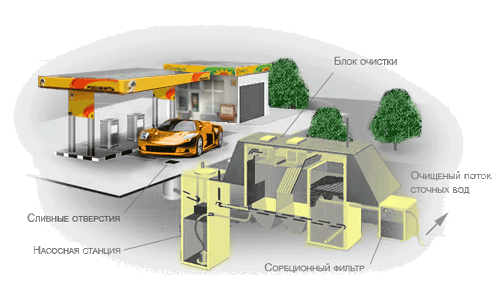 Блок очистки
Очищеный поток
сточных вод
Сливные отверстия
Насосная станция
Сорбционный фильтр